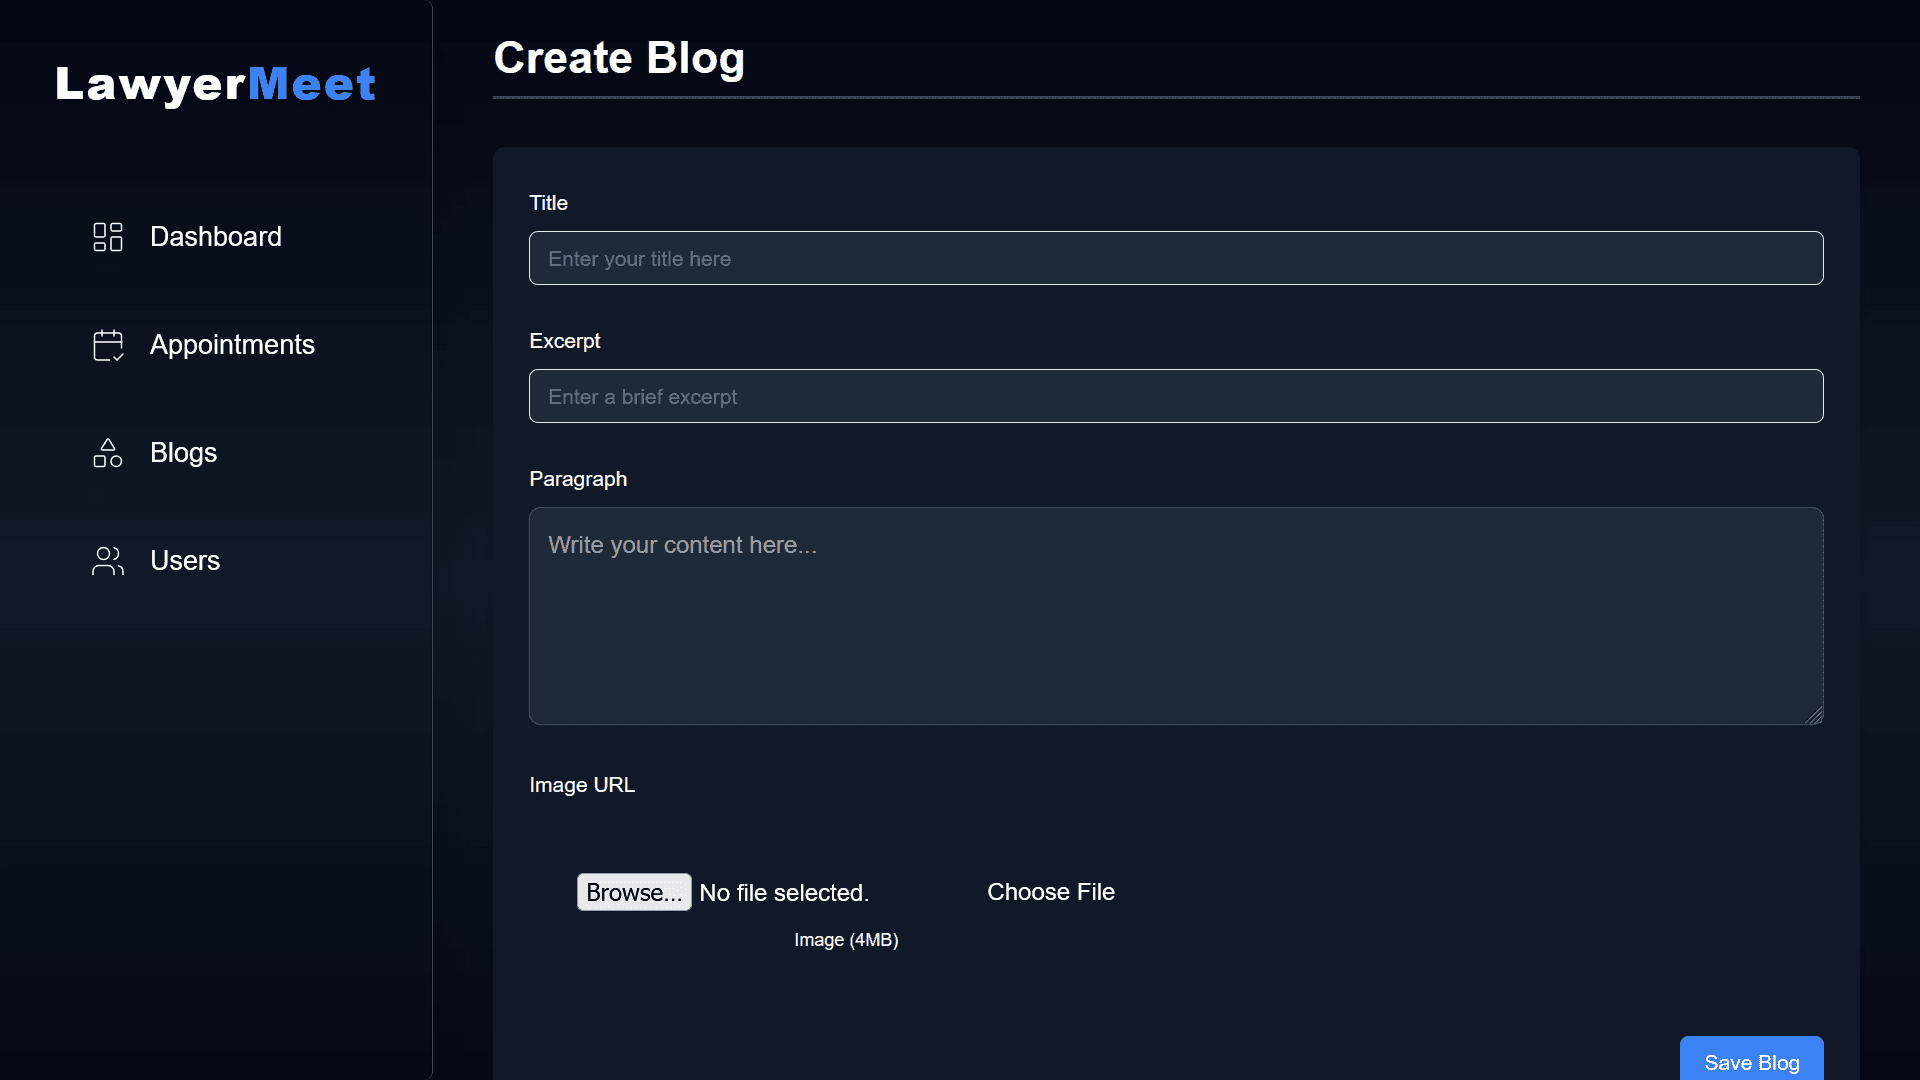 LawyerMeet
Dashboard
Appointments
Blogs
Users
Create Blog
Title
Enter your title here
Excerpt
Enter a brief excerpt
Paragraph
Write your content here...
Image URL
Browse... No file selected. Choose File
Image (4MB)
Save Blog